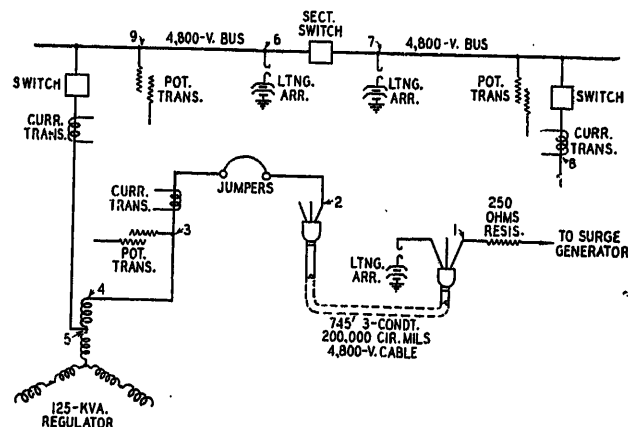 SECT.
SWITCH
9
4,800-V. BUS
6
7
4,800-V. BUS
SWITCH
POT.
TRANS.
LTNG.
ARR.
LTNG.
ARR.
POT.
TRANS
SWITCH
CURR.
TRANS.
CURR.
TRANS.
8
JUMPERS
CURR.
TRANS.
2
250
OHMS
RESIS.
1
3
TO SURGE
GENERATOR
POT.
TRANS.
LTNG.
ARR.
4
5
745' 3-CONDT.
200,000 CIR. MILS
4,800-V. CABLE
125-KVA.
REGULATOR